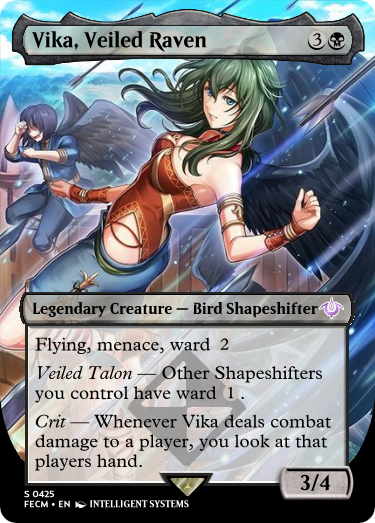 Vika, Veiled Raven 3
Legendary Creature — Bird Shapeshifter
Flying, menace, ward 2
Veiled Talon — Other Shapeshifters
you control have ward 1 .
Crit — Whenever Vika deals combat
damage to a player, you look at that
players hand.
3/4
S 0425
FECM • EN INTELLIGENT SYSTEMS